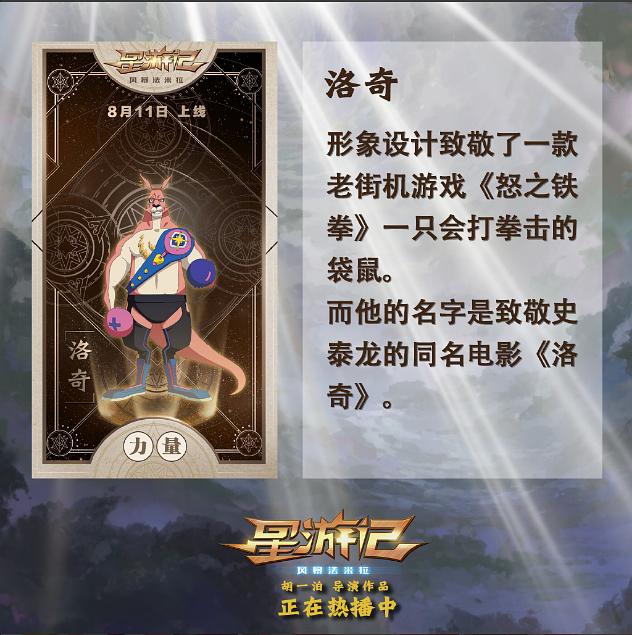 星游记
风暴法米拉
8月11日 上线
洛奇
力量
洛奇
形象设计致敬了一款
老街机游戏《怒之铁
拳》一只会打拳击的
袋鼠。
而他的名字是致敬史
泰龙的同名电影《洛
奇》。
星游记
风暴法米拉
胡一泊 导演作品
正在热播中